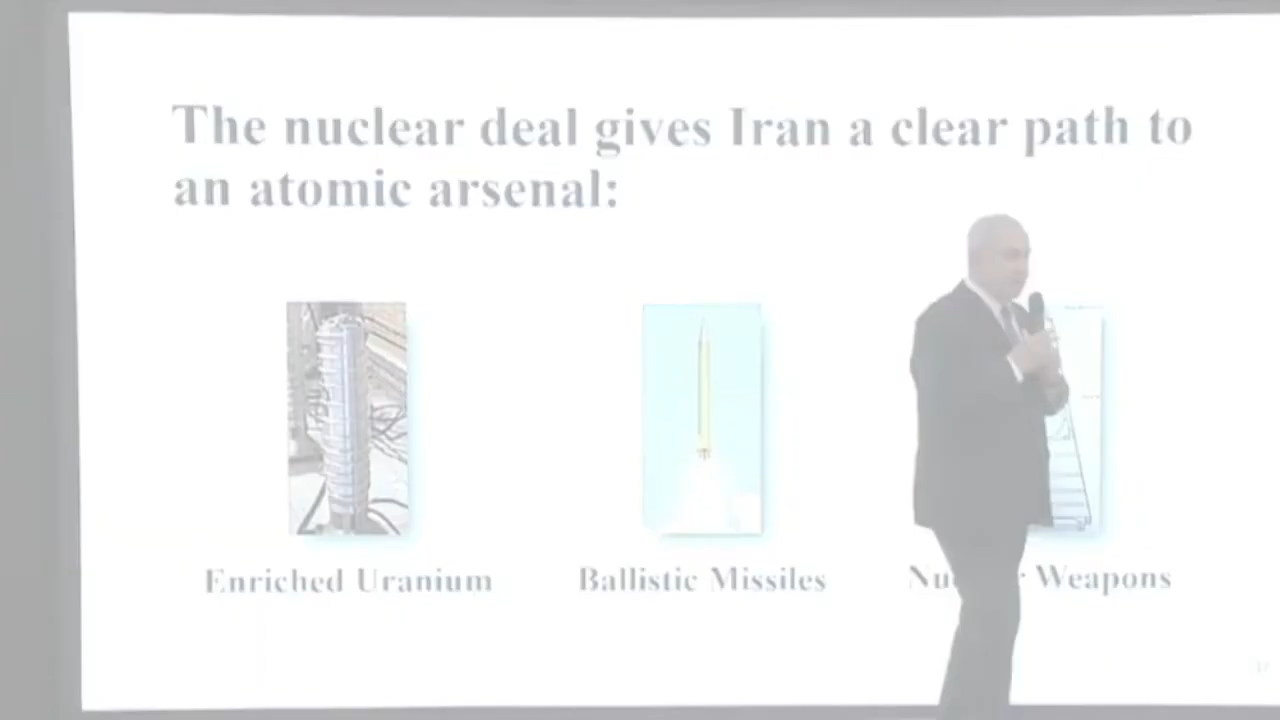 The nuclear deal gives Iran a clear path to
an atomic arsenal:
Enriched Uranium
Ballistic Missiles
Weapons